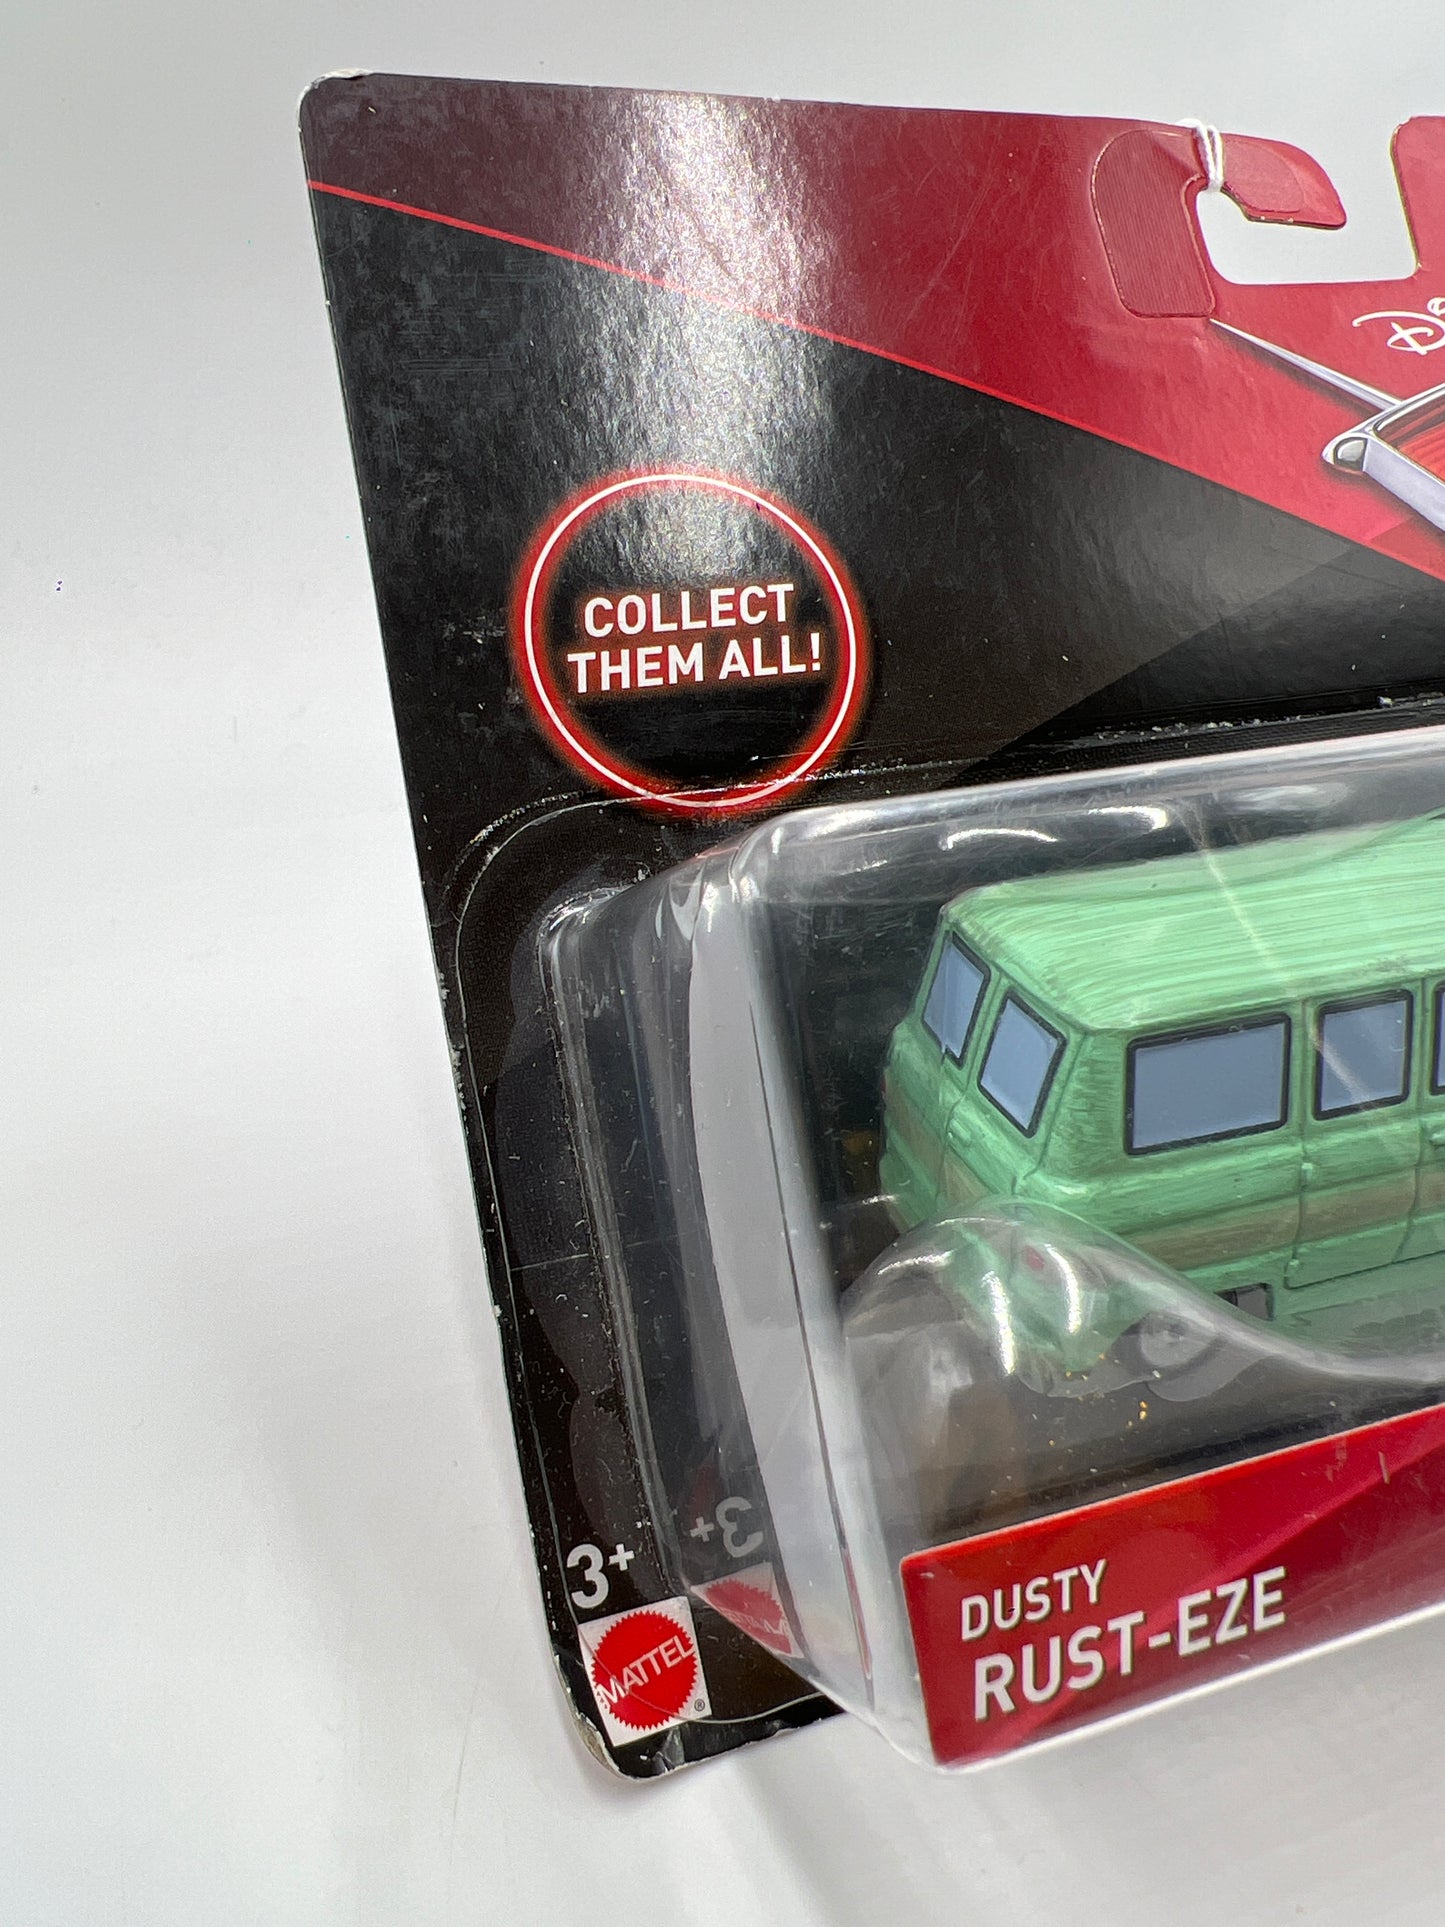 COLLECT
THEM ALL!
3+
MATTEL
®
DUSTY
RUST-EZE